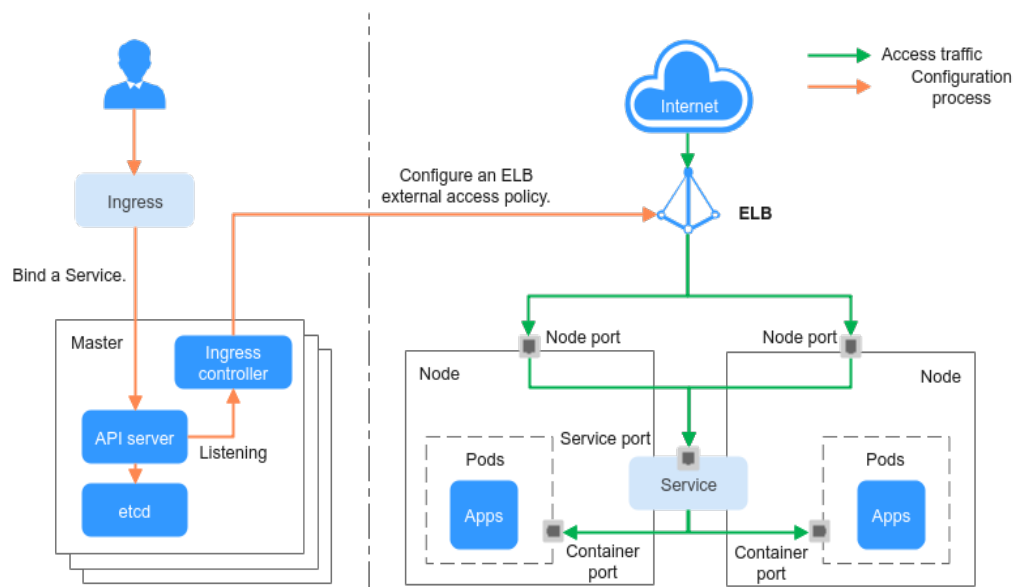 Internet
Access traffic
Configuration
process
Ingress
Configure an ELB
external access policy.
ELB
Bind a Service.
Master
Ingress
controller
API server
Listening
etcd
Node port
Node port
Node
Node
Service port
Pods
Pods
Service
Apps
Apps
Container
port
Container
port